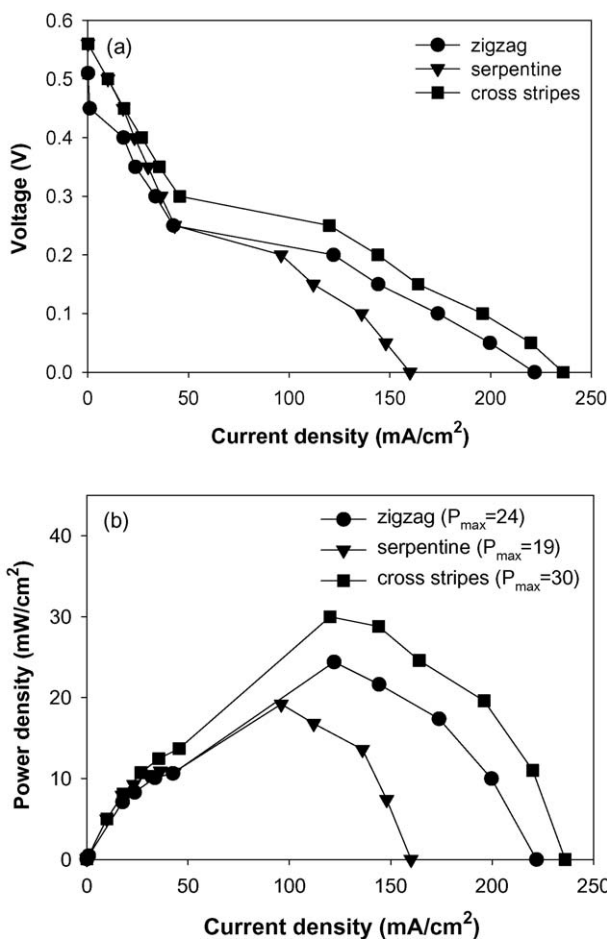 (a)
zigzag
serpentine
cross stripes
0.6
0.5
0.4
0.3
0.2
0.1
0.0
Voltage (V)
0 50 100 150 200 250
Current density (mA/cm²)
(b)
zigzag (Pmax=24)
serpentine (Pmax=19)
cross stripes (Pmax=30)
40
30
20
10
0
Power density (mW/cm²)
0 50 100 150 200 250
Current density (mA/cm²)